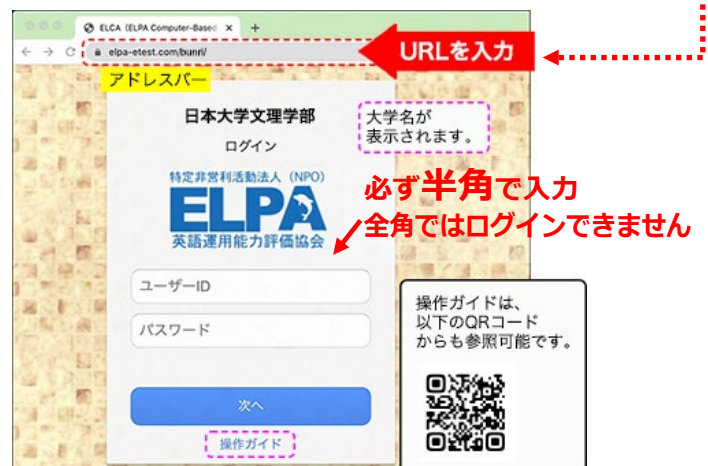 ELCA (ELPA Computer-Based
elpa-etest.com/bunri/
URLを入力
アドレスバー
日本大学文理学部
大学名が
表示されます。
ログイン
特定非営利活動法人（NPO）
ELPA
英語運用能力評価協会
必ず半角で入力
全角ではログインできません
ユーザーID
パスワード
次へ
操作ガイド
操作ガイドは、
以下のQRコード
からも参照可能です。